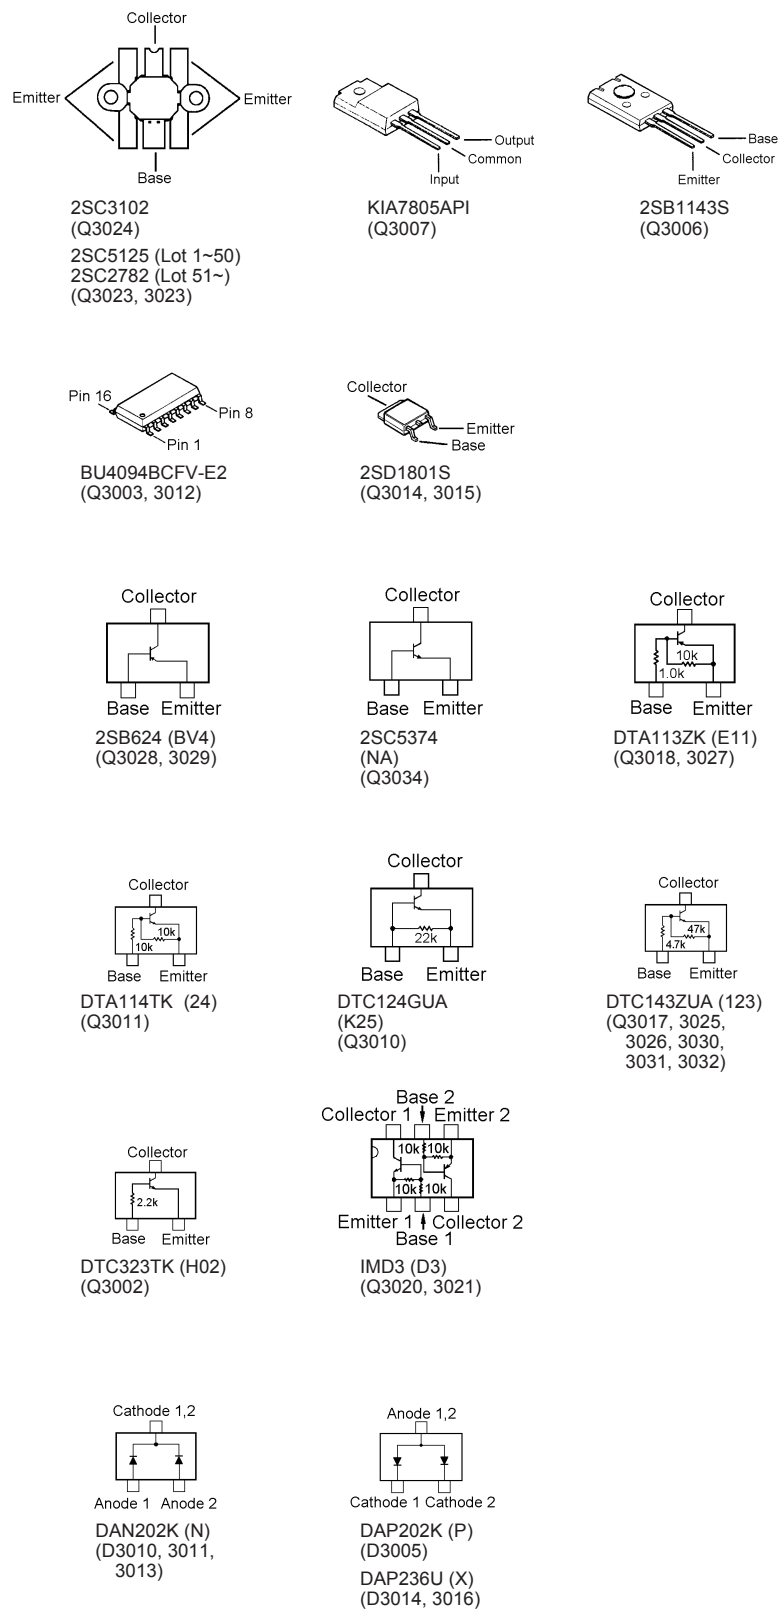 Collector
Emitter
Emitter
Base
2SC3102
(Q3024)
2SC5125 (Lot 1~50)
2SC2782 (Lot 51~)
(Q3023, 3023)
Output
Common
Input
KIA7805API
(Q3007)
Base
Collector
Emitter
2SB1143S
(Q3006)
Pin 16
Pin 8
Pin 1
BU4094BCFV-E2
(Q3003, 3012)
Collector
Emitter
Base
2SD1801S
(Q3014, 3015)
Collector
Base Emitter
2SB624 (BV4)
(Q3028, 3029)
Collector
Base Emitter
2SC5374
(NA)
(Q3034)
Collector
10k
1.0k
Base Emitter
DTA113ZK (E11)
(Q3018, 3027)
Collector
10k
10k
Base Emitter
DTA114TK (24)
(Q3011)
Collector
22k
Base Emitter
DTC124GUA
(K25)
(Q3010)
Collector
47k
4.7k
Base Emitter
DTC143ZUA (123)
(Q3017, 3025,
3026, 3030,
3031, 3032)
Collector
2.2k
Base Emitter
DTC323TK (H02)
(Q3002)
Base 2
Collector 1 Emitter 2
10k 10k
10k 10k
Emitter 1 Collector 2
Base 1
IMD3 (D3)
(Q3020, 3021)
Cathode 1,2
Anode 1 Anode 2
DAN202K (N)
(D3010, 3011,
3013)
Anode 1,2
Cathode 1 Cathode 2
DAP202K (P)
(D3005)
DAP236U (X)
(D3014, 3016)